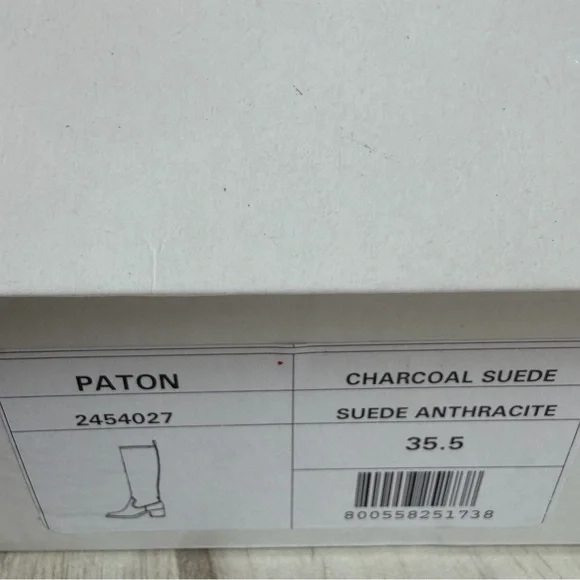 PATON
2454027
CHARCOAL SUEDE
SUEDE ANTHRACITE
35.5
800558251738